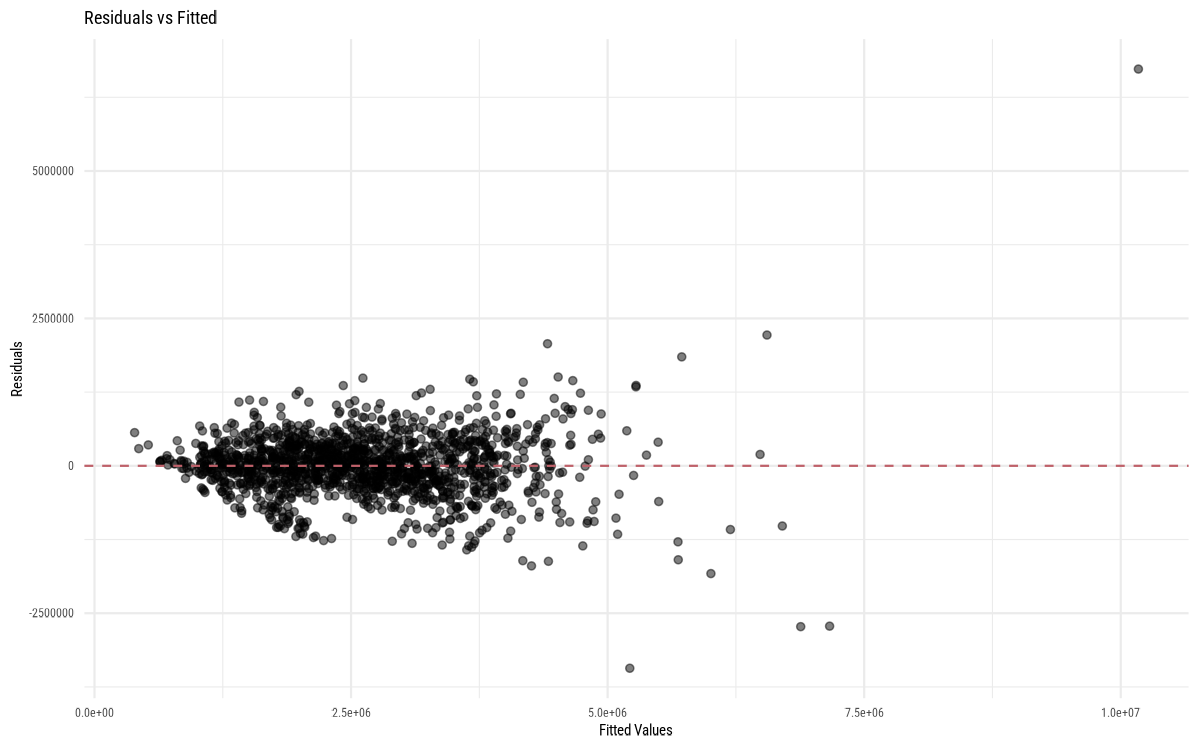 Residuals vs Fitted
5000000
2500000
0
-2500000
Residuals
0.0e+00 2.5e+06 5.0e+06 7.5e+06 1.0e+07
Fitted Values